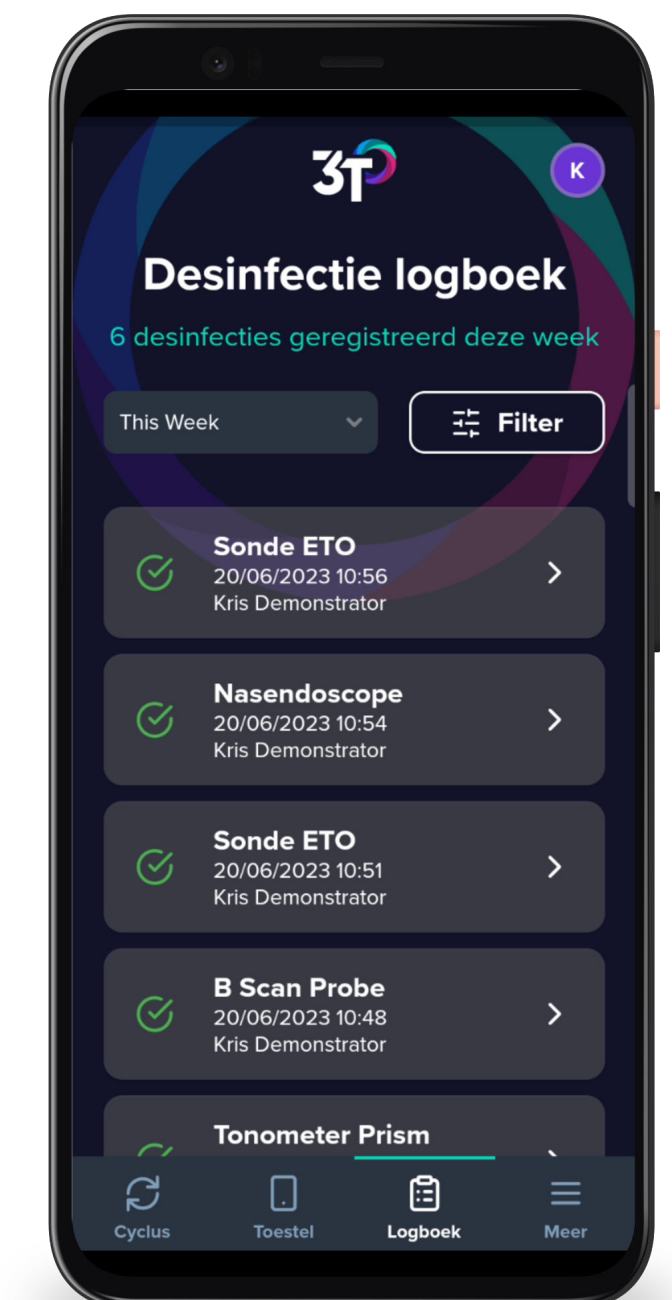 3T
K
Desinfectie logboek
6 desinfecties geregistreerd deze week
This Week
Filter
Sonde ETO
20/06/2023 10:56
Kris Demonstrator
Nasendoscope
20/06/2023 10:54
Kris Demonstrator
Sonde ETO
20/06/2023 10:51
Kris Demonstrator
B Scan Probe
20/06/2023 10:48
Kris Demonstrator
Tonometer Prism
Cyclus Toestel Logboek Meer